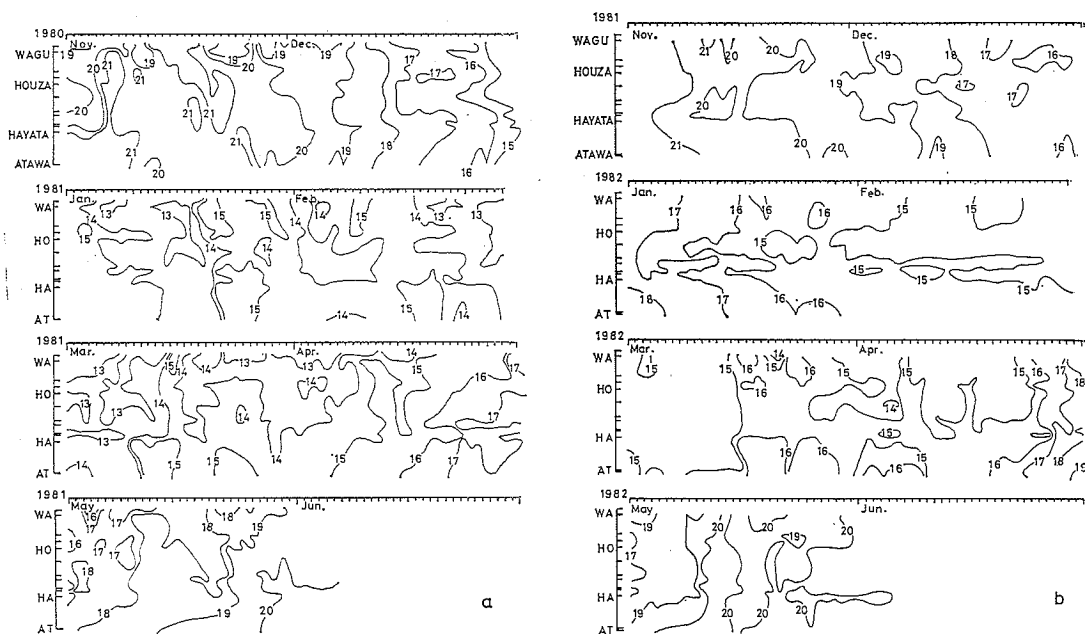 1980
Nov. Dec.
WAGU 19 20 21 19 19 20 19 17 16
21 17
HOUZA
20 21 21
HAYATA
21 21 20 19 18 15
ATAWA 20 16
1981
Jan. Feb.
WA 14 13 15 15 14 14 15 14 13
HO 15 14 14
HA
AT 15 15 14 15 14
1981
Mar. Apr.
WA 14 13 15 14 14 13 13 14 17
16
HO 13 13 14 14 14 17
HA 13
AT 14 15 15 14 15 16 17
1981
May Jun.
WA 16 17 17 18 18 19
HO 16 17 17
18
HA
AT 18 19 20
a
1981
Nov. Dec.
WAGU 21 20 20 19 18 17 16
HOUZA
20 19 17 17
HAYATA
ATAWA 21 20 20 19 16
1982
Jan. Feb.
WA 17 16 16 16 15 15
HO 15
HA 15 15
AT 18 17 16 16 15
1982
Mar. Apr.
WA 15 15 16 15 14 16 15 15 16 17
18
HO 16 15
14
HA 15
AT 15 16 16 15 16 15 16 17 18 19
1982
May Jun.
WA 19 20 20 20
HO 19
17
HA
AT 19 20 20 20
b